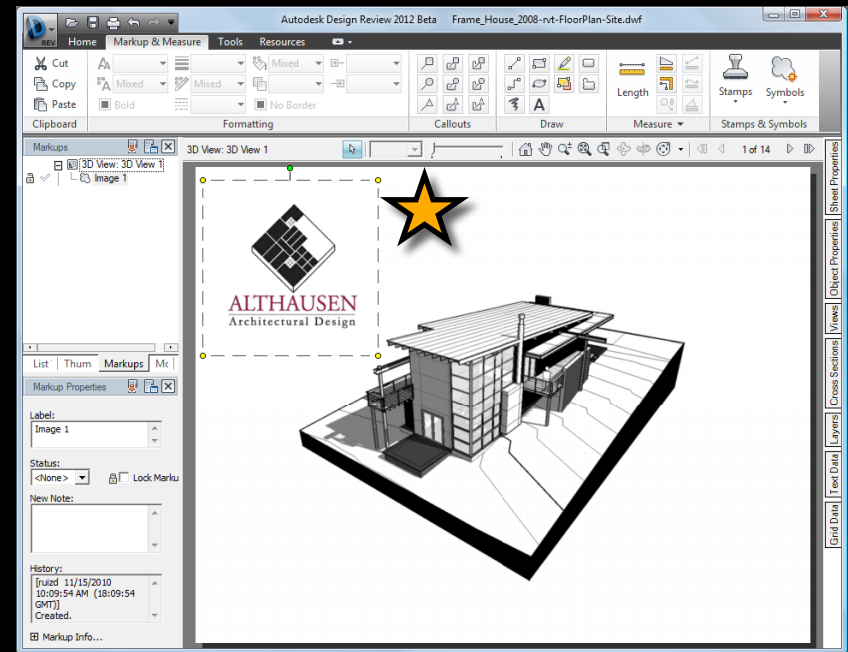 Autodesk Design Review 2012 Beta Frame_House_2008-rvt-FloorPlan-Site.dwf
REV
Home Markup & Measure Tools Resources
Cut
Copy
Paste
Clipboard
Mixed
Bold
Mixed
Mixed
No Border
Formatting
Callouts
A
Draw
Length
Measure
Stamps
Symbols
Stamps & Symbols
Markups
3D View: 3D View 1
Image 1
3D View: 3D View 1
1 of 14
ALTHAUSEN
Architectural Design
List Thum Markups Mc
Markup Properties
Label:
Image 1
Status:
<None>
Lock Marku
New Note:
History:
[ruizd 11/15/2010
10:09:54 AM (18:09:54
GMT)]
Created.
Markup Info...
Sheet Properties
Object Properties
Views
Cross Sections
Layers
Text Data
Grid Data